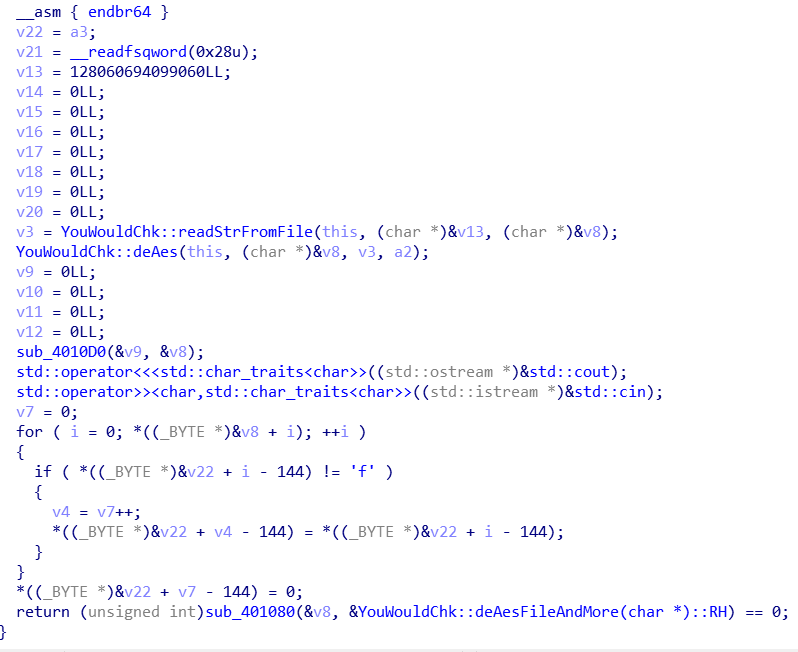 __asm { endbr64 }
v22 = a3;
v21 = __readfsqword(0x28u);
v13 = 128060694099060LL;
v14 = 0LL;
v15 = 0LL;
v16 = 0LL;
v17 = 0LL;
v18 = 0LL;
v19 = 0LL;
v20 = 0LL;
v3 = YouWouldChk::readStrFromFile(this, (char *)&v13, (char *)&v8);
YouWouldChk::deAes(this, (char *)&v8, v3, a2);
v9 = 0LL;
v10 = 0LL;
v11 = 0LL;
v12 = 0LL;
sub_4010D0(&v9, &v8);
std::operator<<<std::char_traits<char>>((std::ostream *)&std::cout);
std::operator>><char,std::char_traits<char>>((std::istream *)&std::cin);
v7 = 0;
for ( i = 0; *((_BYTE *)&v8 + i); ++i )
{
if ( *((_BYTE *)&v22 + i - 144) != 'f' )
{
v4 = v7++;
*((_BYTE *)&v22 + v4 - 144) = *((_BYTE *)&v22 + i - 144);
}
}
*((_BYTE *)&v22 + v7 - 144) = 0;
return (unsigned int)sub_401080(&v8, &YouWouldChk::deAesFileAndMore(char *)::RH) == 0;
}